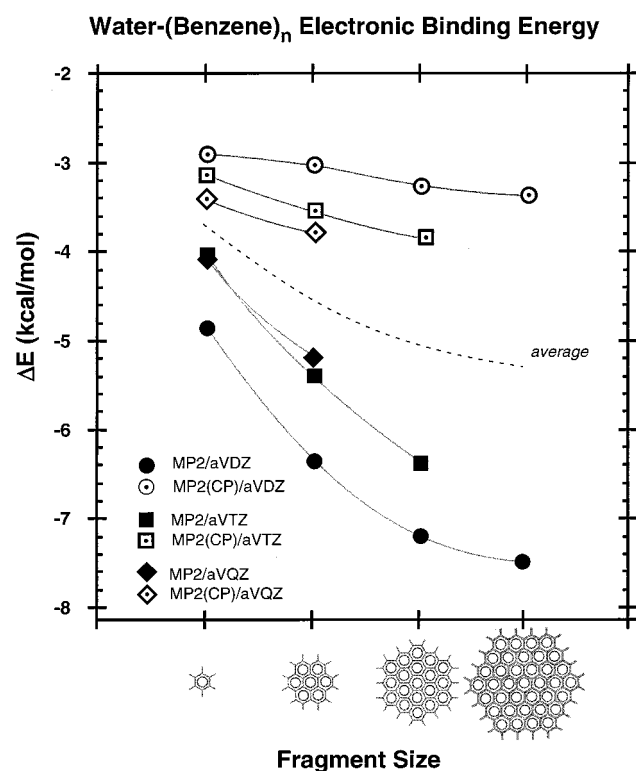 Water-(Benzene)n Electronic Binding Energy
-2
-3
-4
-5
-6
-7
-8
ΔE (kcal/mol)
average
MP2/aVDZ
MP2(CP)/aVDZ
MP2/aVTZ
MP2(CP)/aVTZ
MP2/aVQZ
MP2(CP)/aVQZ
Fragment Size